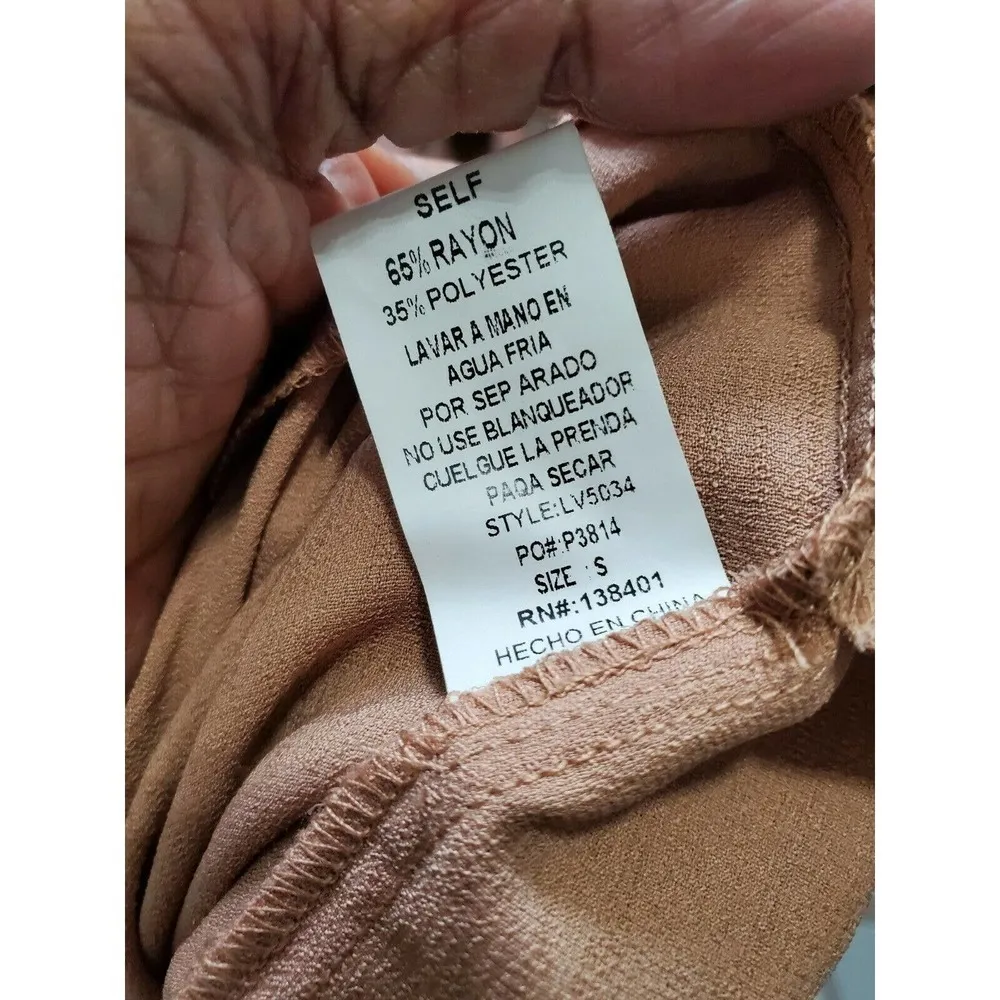 SELF
65% RAYON
35% POLYESTER
LAVAR A MANO EN
AGUA FRIA
POR SEP ARADO
NO USE BLANQUEADOR
CUELGUE LA PRENDA
PAQA SECAR
STYLE:LV5034
PO#:P3814
SIZE :S
RN#:138401
HECHO EN CHINA